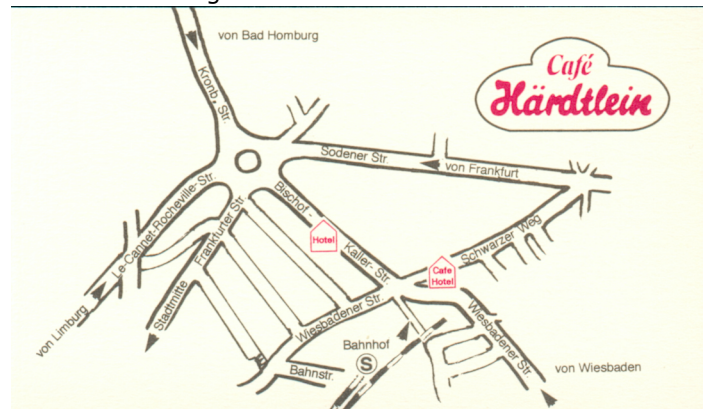 von Bad Homburg
Café
Härdtlein
Kronb. Str.
Sodener Str.
von Frankfurt
Le-Cannet-Rocheville-Str.
Bischof-
Kaller-Str.
Frankfurter Str.
Hotel
Schwarzer Weg
Cafe
Hotel
Stadtmitte
von Limburg
Wiesbadener Str.
Wiesbadener Str.
Bahnhof
S
Bahnstr.
von Wiesbaden